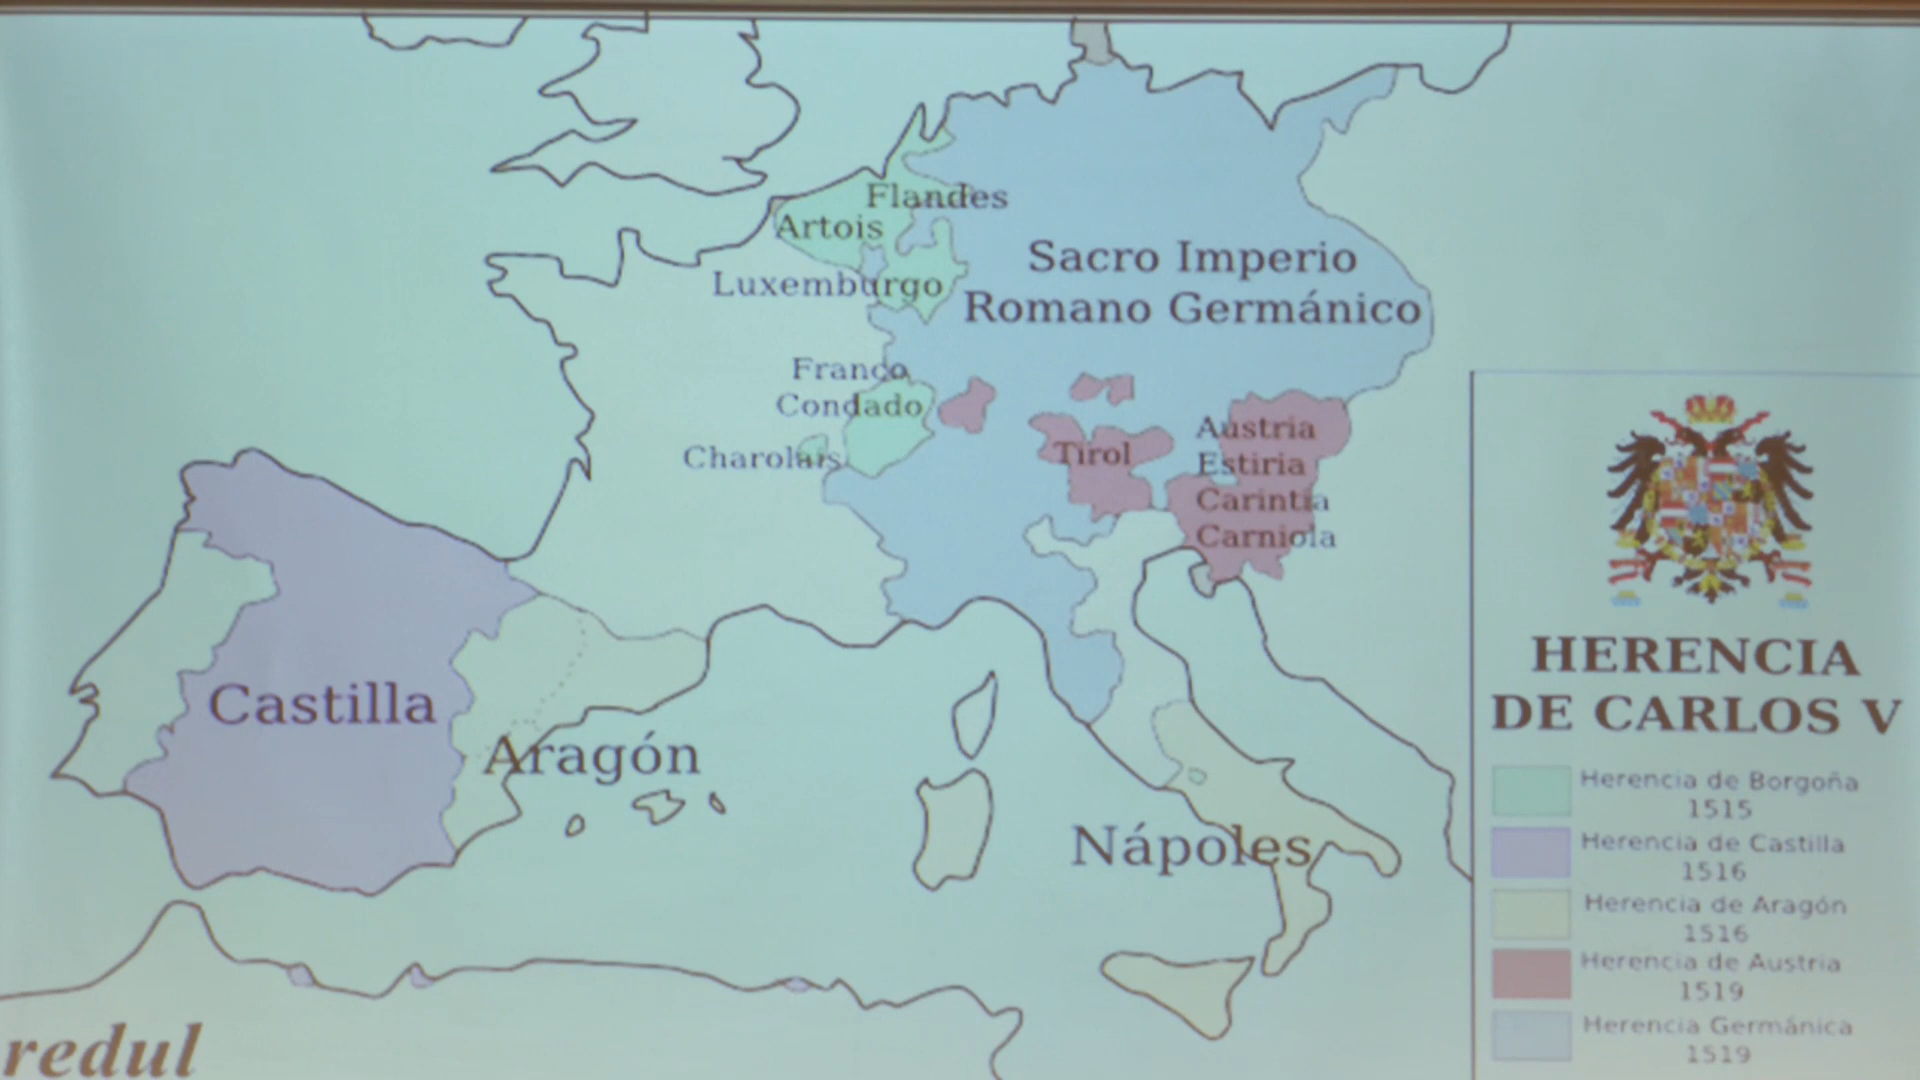 Flandes
Artois
Luxemburgo
Sacro Imperio
Romano Germánico
Franco
Condado
Charolais
Tirol
Austria
Estiria
Carintia
Carniola
Castilla
Aragón
Nápoles
HERENCIA
DE CARLOS V
Herencia de Borgoña
1515
Herencia de Castilla
1516
Herencia de Aragón
1516
Herencia de Austria
1519
Herencia Germánica
1519
redul